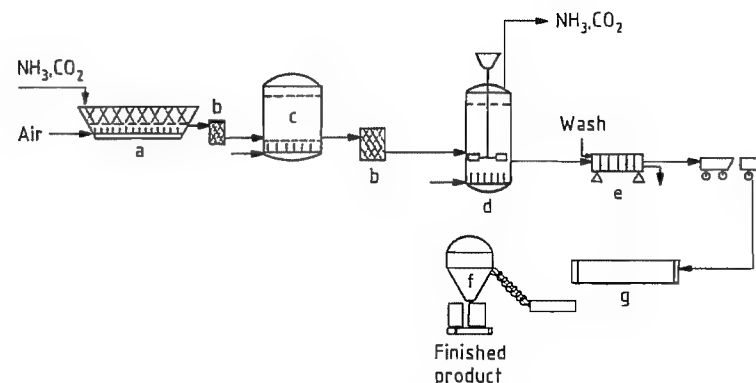 NH₃,CO₂
NH₃,CO₂
b
c
Air
a
b
Wash
d
e
f
g
Finished
product